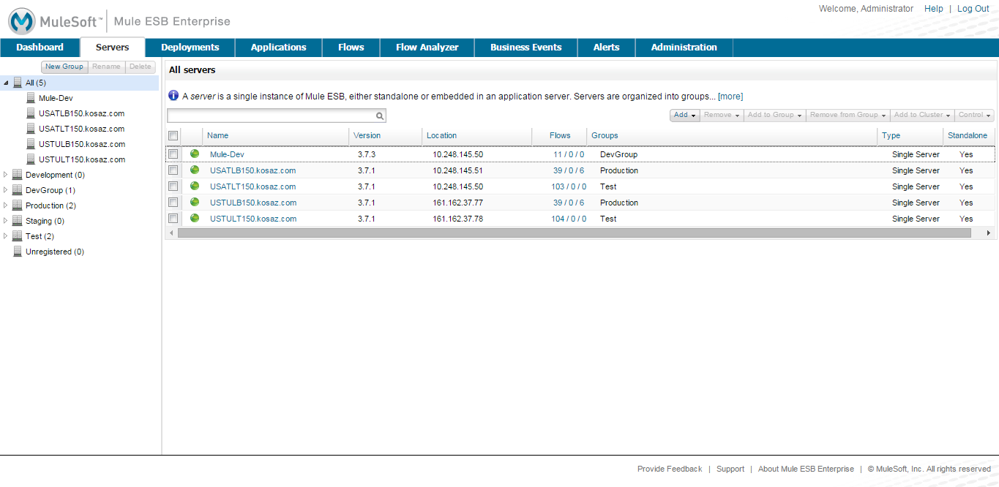 Welcome, Administrator Help | Log Out
MuleSoft™ Mule ESB Enterprise
Dashboard Servers Deployments Applications Flows Flow Analyzer Business Events Alerts Administration
New Group Rename Delete
All (5)
Mule-Dev
USATLB150.kosaz.com
USATLT150.kosaz.com
USTULB150.kosaz.com
USTULT150.kosaz.com
Development (0)
DevGroup (1)
Production (2)
Staging (0)
Test (2)
Unregistered (0)
All servers
A server is a single instance of Mule ESB, either standalone or embedded in an application server. Servers are organized into groups... [more]
Add Remove Add to Group Remove from Group Add to Cluster Control
Name Version Location Flows Groups Type Standalone
Mule-Dev 3.7.3 10.248.145.50 11 / 0 / 0 DevGroup Single Server Yes
USATLB150.kosaz.com 3.7.1 10.248.145.51 39 / 0 / 6 Production Single Server Yes
USATLT150.kosaz.com 3.7.1 10.248.145.50 103 / 0 / 0 Test Single Server Yes
USTULB150.kosaz.com 3.7.1 161.162.37.77 39 / 0 / 6 Production Single Server Yes
USTULT150.kosaz.com 3.7.1 161.162.37.78 104 / 0 / 0 Test Single Server Yes
Provide Feedback | Support | About Mule ESB Enterprise | © MuleSoft, Inc. All rights reserved